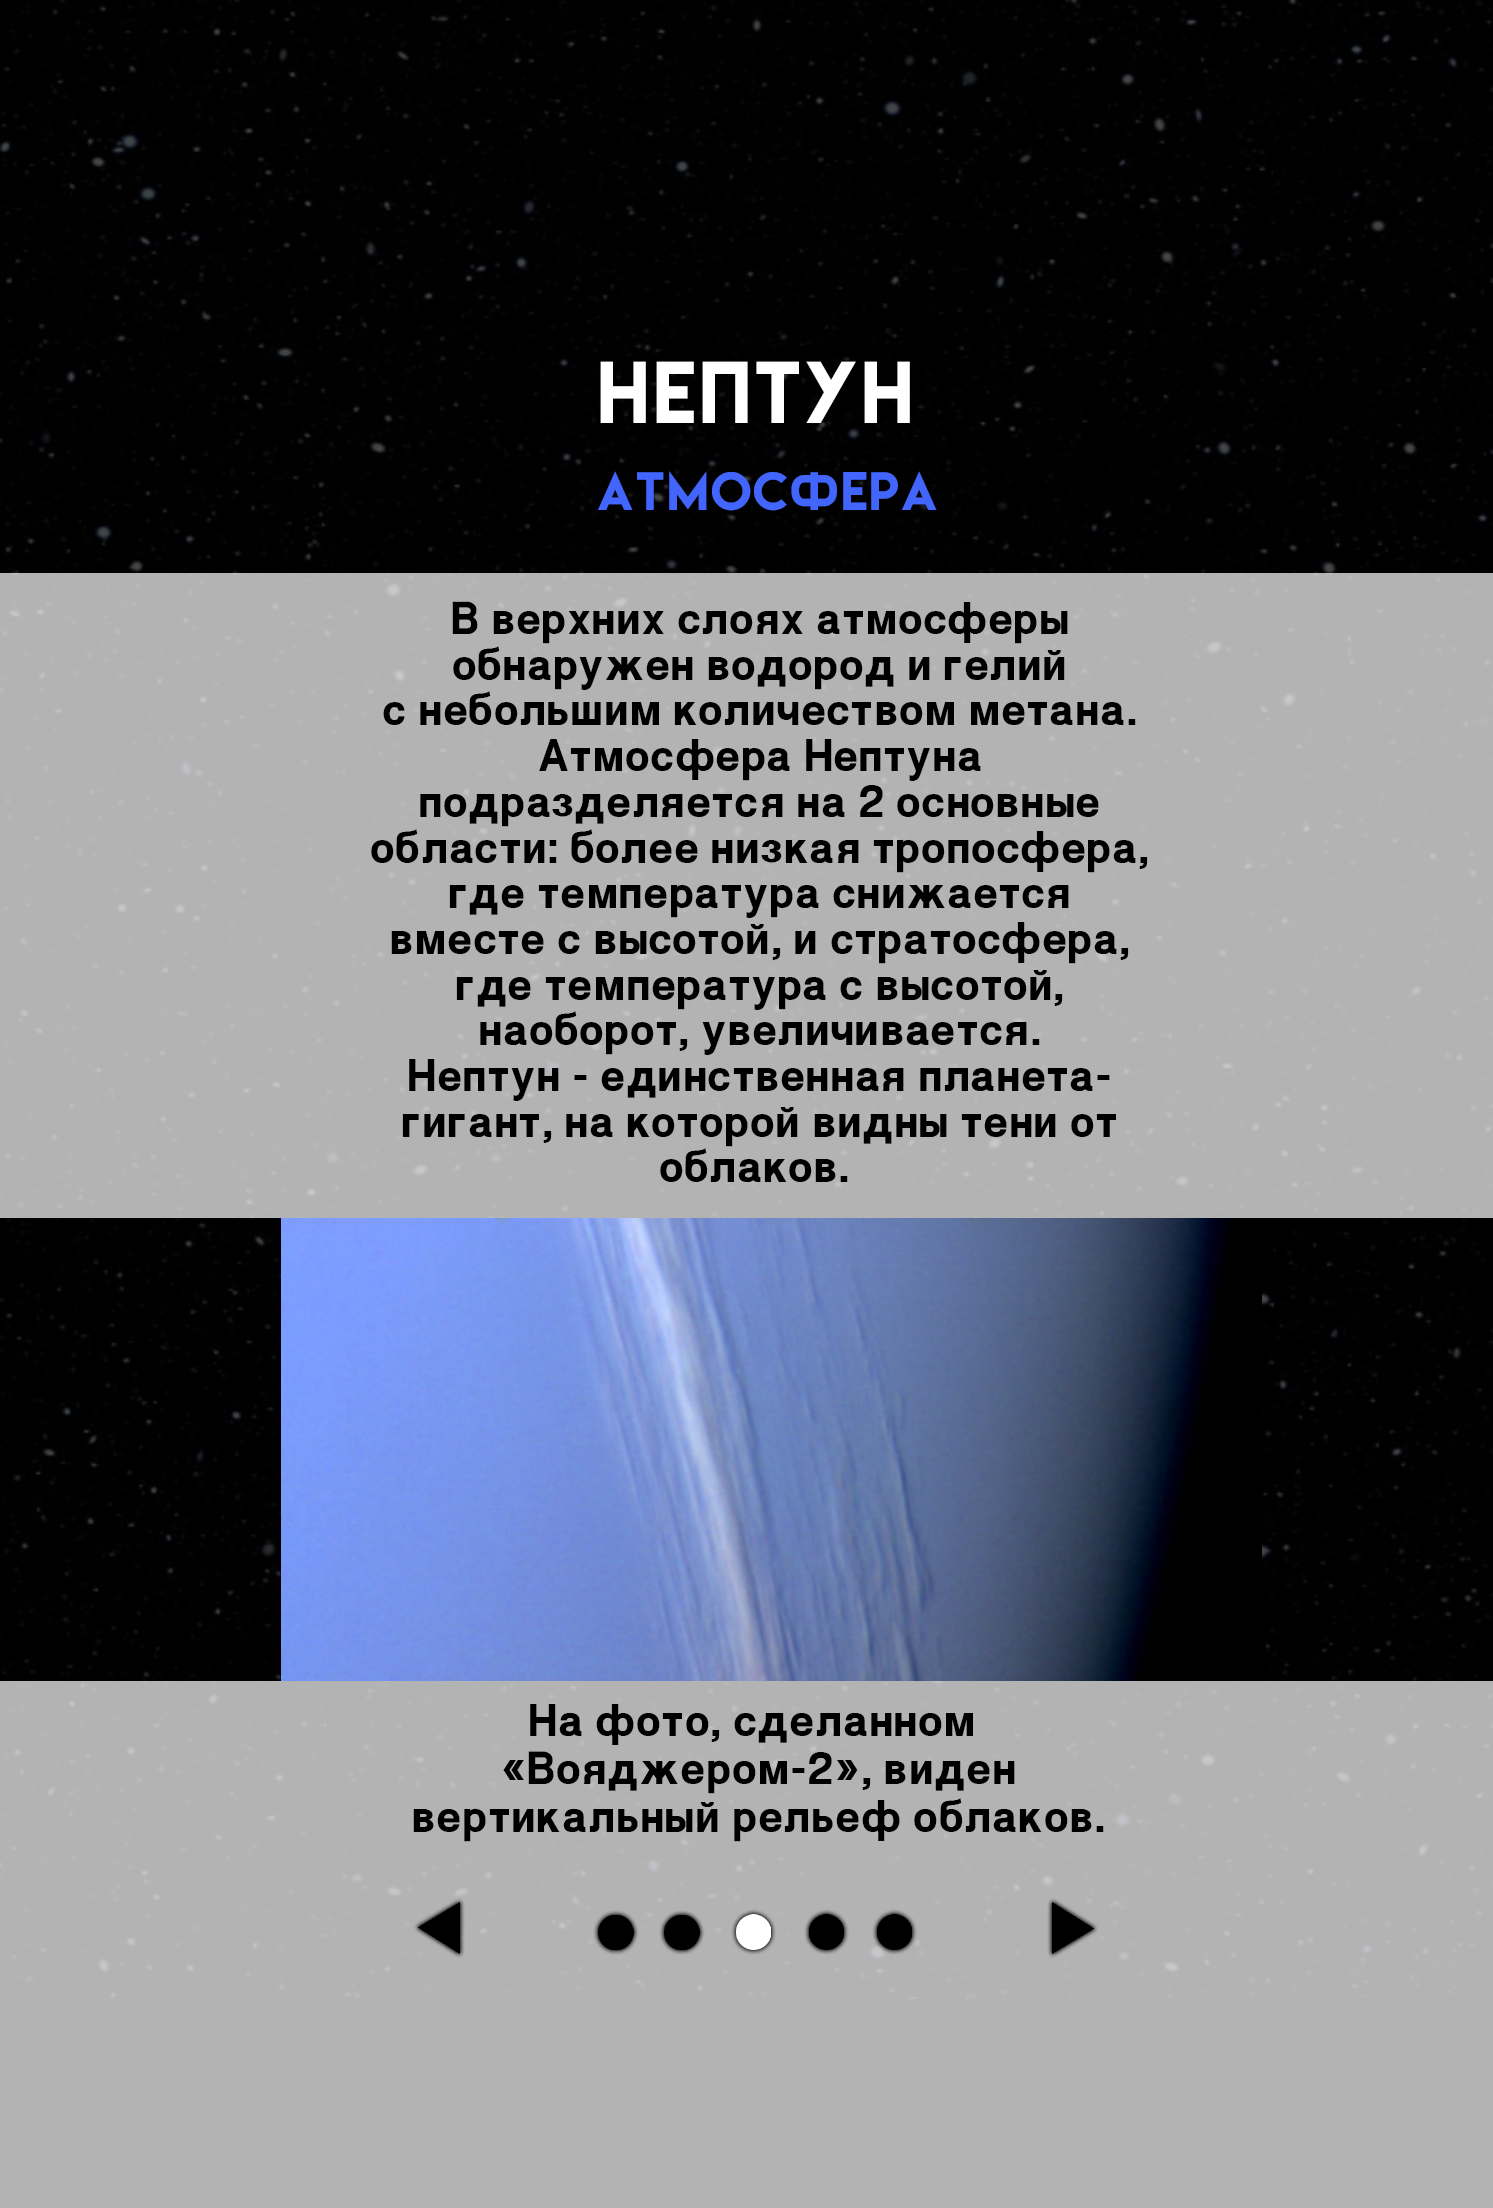 НЕПТУН
АТМОСФЕРА
В верхних слоях атмосферы
обнаружен водород и гелий
с небольшим количеством метана.
Атмосфера Нептуна
подразделяется на 2 основные
области: более низкая тропосфера,
где температура снижается
вместе с высотой, и стратосфера,
где температура с высотой,
наоборот, увеличивается.
Нептун - единственная планета-
гигант, на которой видны тени от
облаков.
На фото, сделанном
«Вояджером-2», виден
вертикальный рельеф облаков.